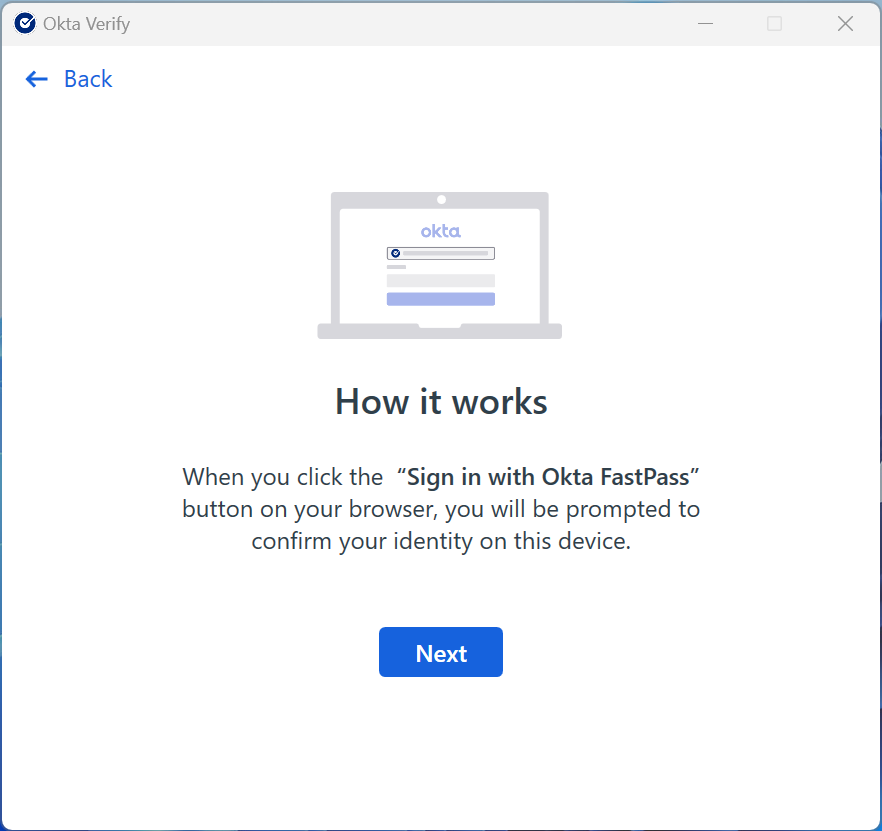 Okta Verify
Back
okta
How it works
When you click the “Sign in with Okta FastPass”
button on your browser, you will be prompted to
confirm your identity on this device.
Next